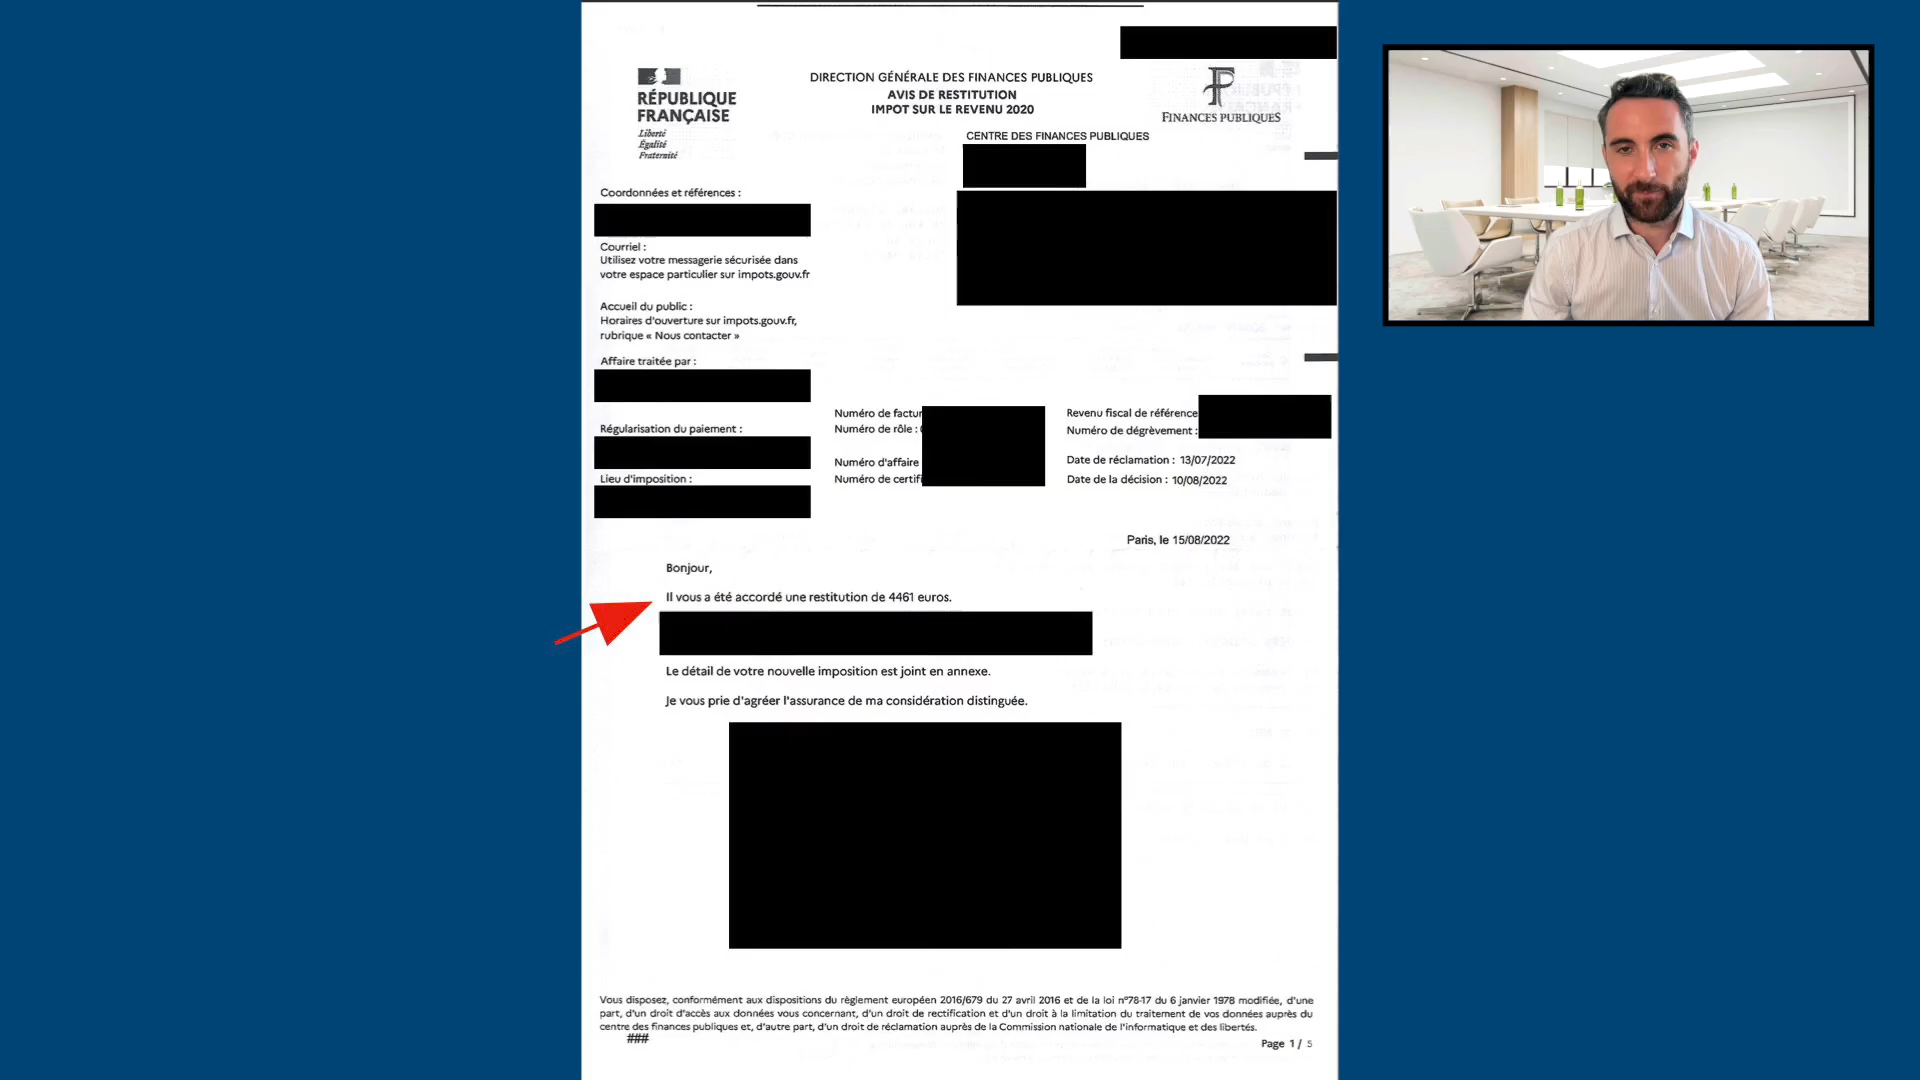 RÉPUBLIQUE
FRANÇAISE
Liberté
Égalité
Fraternité
DIRECTION GÉNÉRALE DES FINANCES PUBLIQUES
AVIS DE RESTITUTION
IMPOT SUR LE REVENU 2020
FINANCES PUBLIQUES
CENTRE DES FINANCES PUBLIQUES
Coordonnées et références :
Courriel :
Utilisez votre messagerie sécurisée dans
votre espace particulier sur impots.gouv.fr
Accueil du public :
Horaires d'ouverture sur impots.gouv.fr,
rubrique « Nous contacter »
Affaire traitée par :
Régularisation du paiement :
Lieu d'imposition :
Numéro de factur
Numéro de rôle :
Numéro d'affaire
Numéro de certifi
Revenu fiscal de référence
Numéro de dégrèvement :
Date de réclamation : 13/07/2022
Date de la décision : 10/08/2022
Paris, le 15/08/2022
Bonjour,
Il vous a été accordé une restitution de 4461 euros.
Le détail de votre nouvelle imposition est joint en annexe.
Je vous prie d'agréer l'assurance de ma considération distinguée.
Vous disposez, conformément aux dispositions du règlement européen 2016/679 du 27 avril 2016 et de la loi n°78-17 du 6 janvier 1978 modifiée, d'une
part, d'un droit d'accès aux données vous concernant, d'un droit de rectification et d'un droit à la limitation du traitement de vos données auprès du
centre des finances publiques et, d'autre part, d'un droit de réclamation auprès de la Commission nationale de l'informatique et des libertés.
###
Page 1 / 5